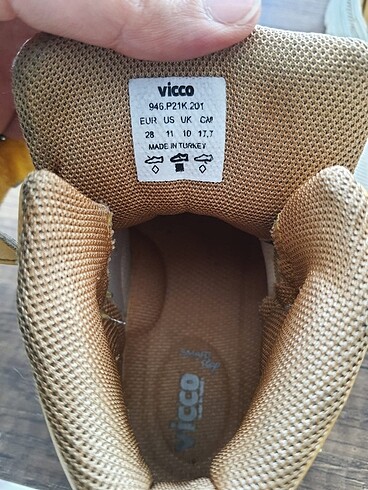 vicco
946.P21K.201
EUR US UK CM
28 11 10 17,7
MADE IN TURKEY
vicco